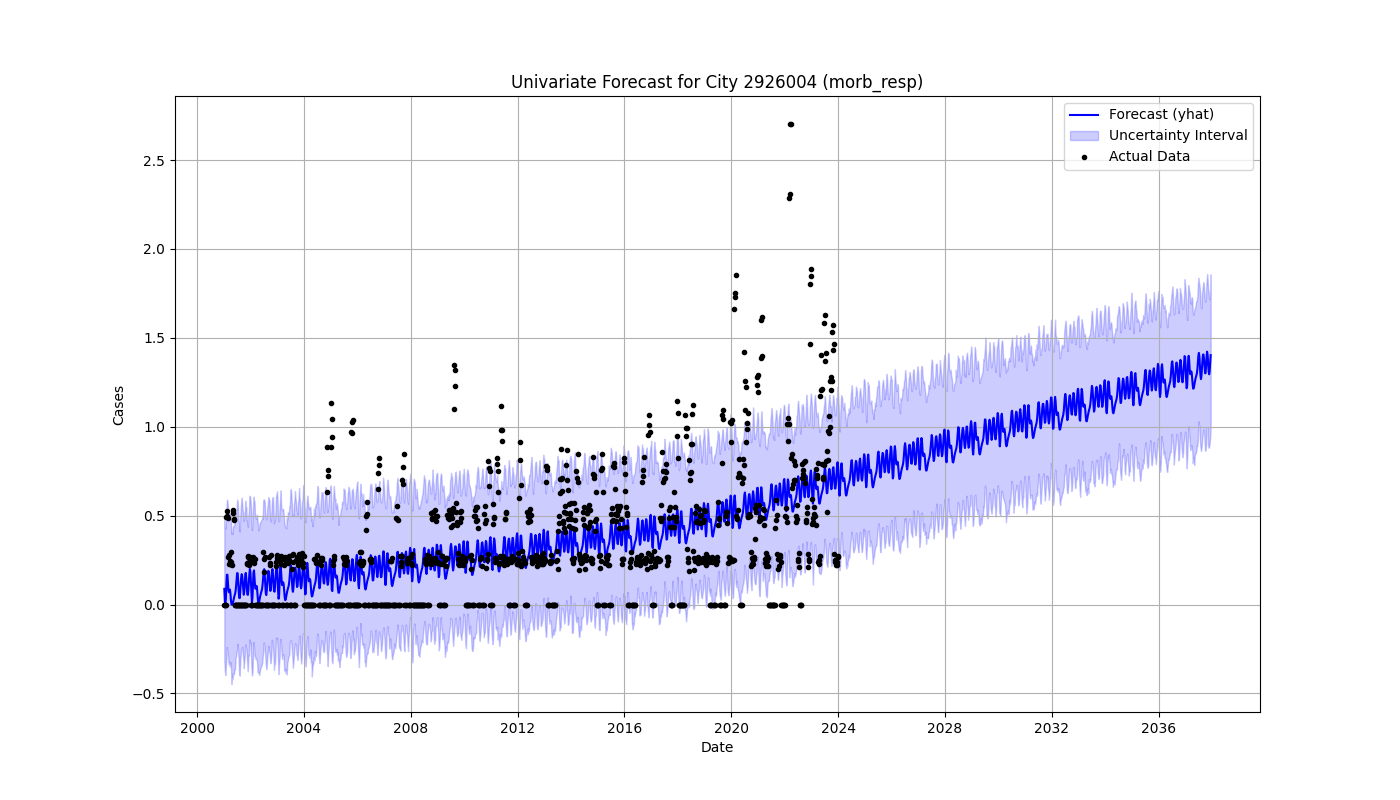 Univariate Forecast for City 2926004 (morb_resp)
Forecast (yhat)
Uncertainty Interval
Actual Data
Cases
2.5
2.0
1.5
1.0
0.5
0.0
−0.5
2000
2004
2008
2012
2016
2020
2024
2028
2032
2036
Date